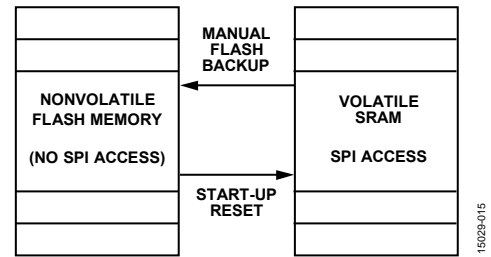 MANUAL
FLASH
BACKUP
NONVOLATILE
FLASH MEMORY
(NO SPI ACCESS)
VOLATILE
SRAM
SPI ACCESS
START-UP
RESET
15029-015